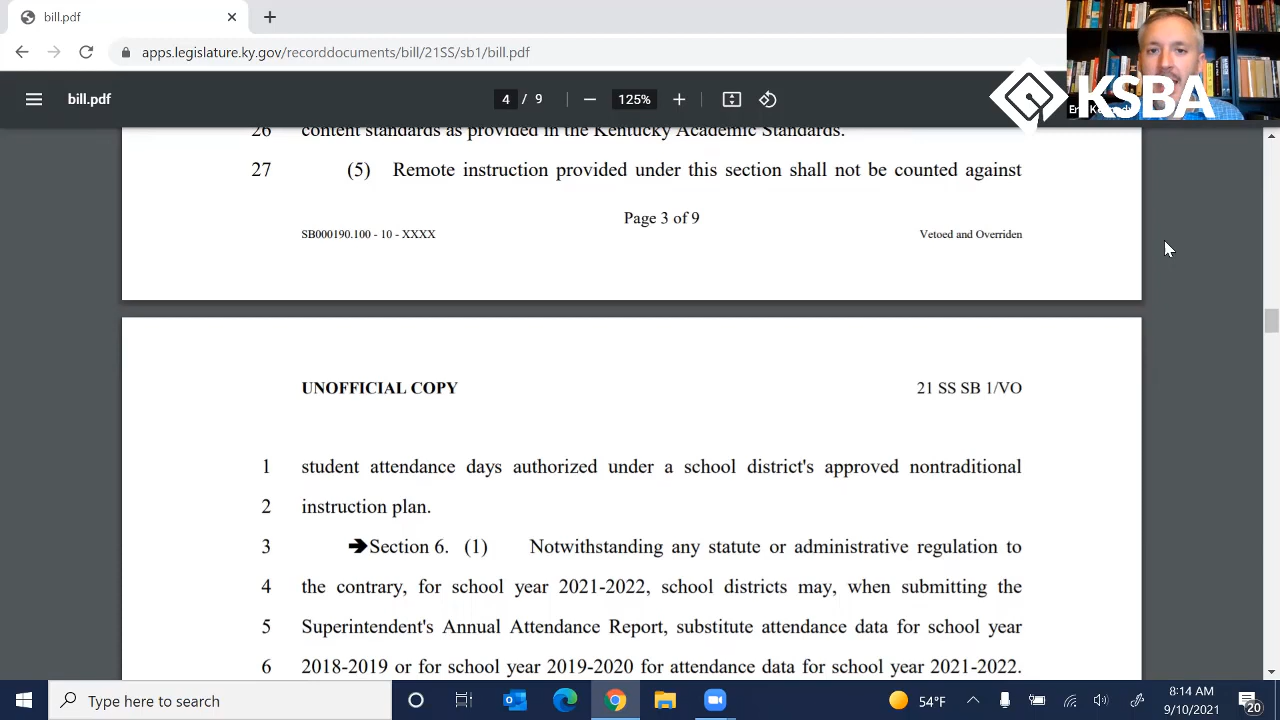 bill.pdf
apps.legislature.ky.gov/recorddocuments/bill/21SS/sb1/bill.pdf
bill.pdf
4 / 9
125%
KSBA
26 content standards as provided in the Kentucky Academic Standards.
27 (5) Remote instruction provided under this section shall not be counted against
Page 3 of 9
SB000190.100 - 10 - XXXX
Vetoed and Overriden
UNOFFICIAL COPY
21 SS SB 1/VO
1 student attendance days authorized under a school district's approved nontraditional
2 instruction plan.
3 ➔Section 6. (1) Notwithstanding any statute or administrative regulation to
4 the contrary, for school year 2021-2022, school districts may, when submitting the
5 Superintendent's Annual Attendance Report, substitute attendance data for school year
6 2018-2019 or for school year 2019-2020 for attendance data for school year 2021-2022.
Type here to search
54°F
8:14 AM
9/10/2021
20